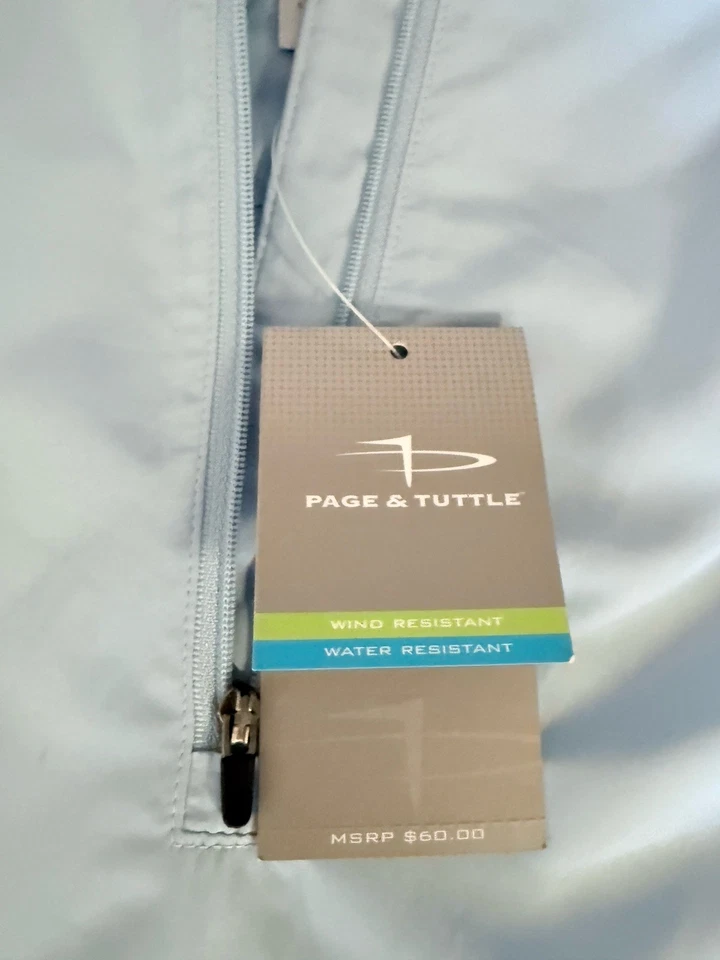 PAGE & TUTTLE
WIND RESISTANT
WATER RESISTANT
MSRP $60.00